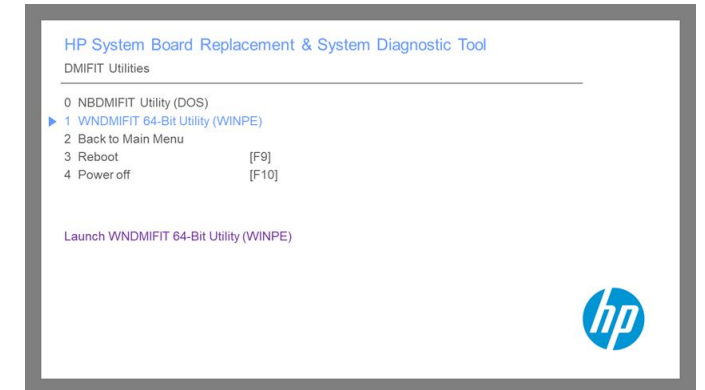 HP System Board Replacement & System Diagnostic Tool
DMIFIT Utilities
0 NBDMIFIT Utility (DOS)
1 WNDMIFIT 64-Bit Utility (WINPE)
2 Back to Main Menu
3 Reboot [F9]
4 Power off [F10]
Launch WNDMIFIT 64-Bit Utility (WINPE)
hp